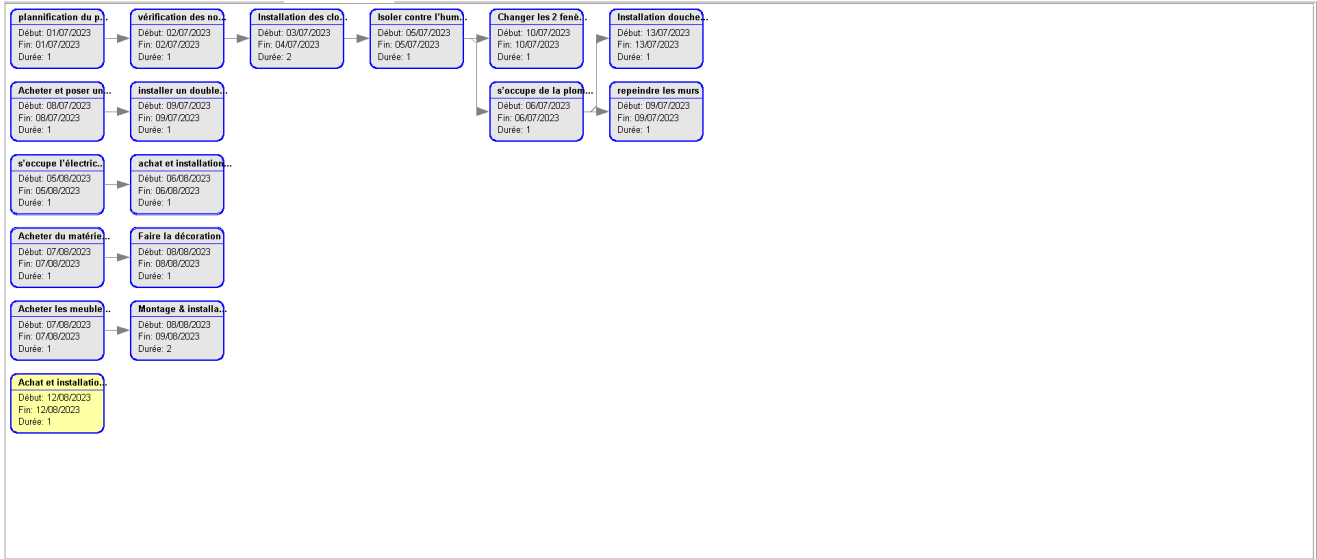 plannification du p...
Début: 01/07/2023
Fin: 01/07/2023
Durée: 1
vérification des no...
Début: 02/07/2023
Fin: 02/07/2023
Durée: 1
Installation des clo...
Début: 03/07/2023
Fin: 04/07/2023
Durée: 2
Isoler contre l'hum...
Début: 05/07/2023
Fin: 05/07/2023
Durée: 1
Changer les 2 fenê...
Début: 10/07/2023
Fin: 10/07/2023
Durée: 1
Installation douche...
Début: 13/07/2023
Fin: 13/07/2023
Durée: 1
Acheter et poser un...
Début: 08/07/2023
Fin: 08/07/2023
Durée: 1
installer un double...
Début: 09/07/2023
Fin: 09/07/2023
Durée: 1
s'occupe de la plom...
Début: 06/07/2023
Fin: 06/07/2023
Durée: 1
repeindre les murs
Début: 09/07/2023
Fin: 09/07/2023
Durée: 1
s'occupe l'électric...
Début: 05/08/2023
Fin: 05/08/2023
Durée: 1
achat et installation...
Début: 06/08/2023
Fin: 06/08/2023
Durée: 1
Acheter du matérie...
Début: 07/08/2023
Fin: 07/08/2023
Durée: 1
Faire la décoration
Début: 08/08/2023
Fin: 08/08/2023
Durée: 1
Acheter les meuble...
Début: 07/08/2023
Fin: 07/08/2023
Durée: 1
Montage & installa...
Début: 08/08/2023
Fin: 09/08/2023
Durée: 2
Achat et installatio...
Début: 12/08/2023
Fin: 12/08/2023
Durée: 1